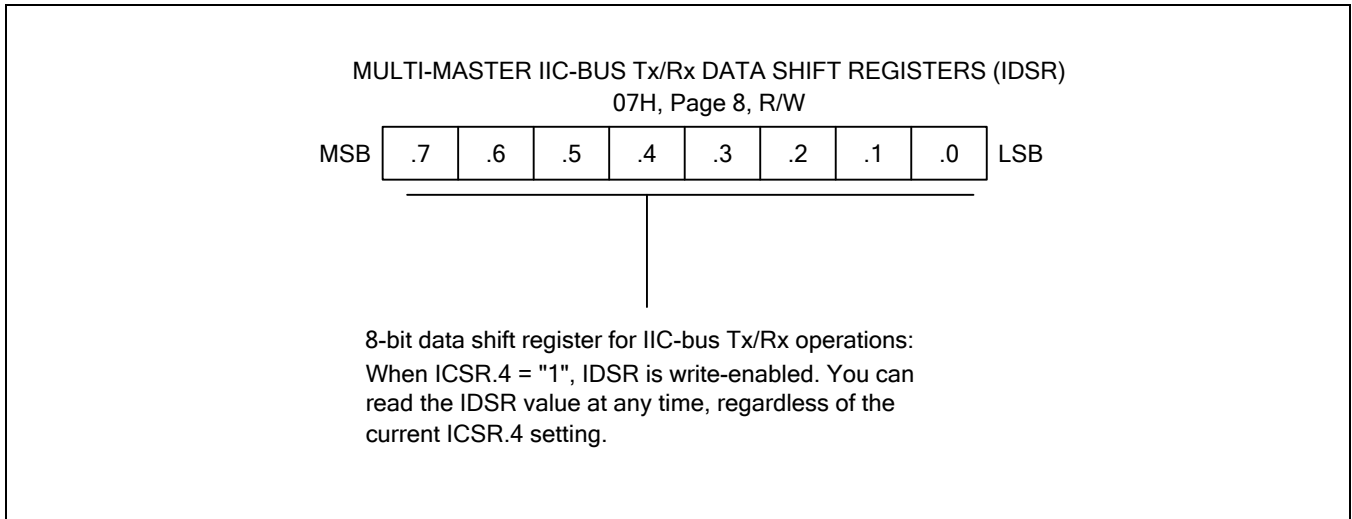 MULTI-MASTER IIC-BUS Tx/Rx DATA SHIFT REGISTERS (IDSR)
07H, Page 8, R/W
MSB .7 .6 .5 .4 .3 .2 .1 .0 LSB
8-bit data shift register for IIC-bus Tx/Rx operations:
When ICSR.4 = "1", IDSR is write-enabled. You can
read the IDSR value at any time, regardless of the
current ICSR.4 setting.